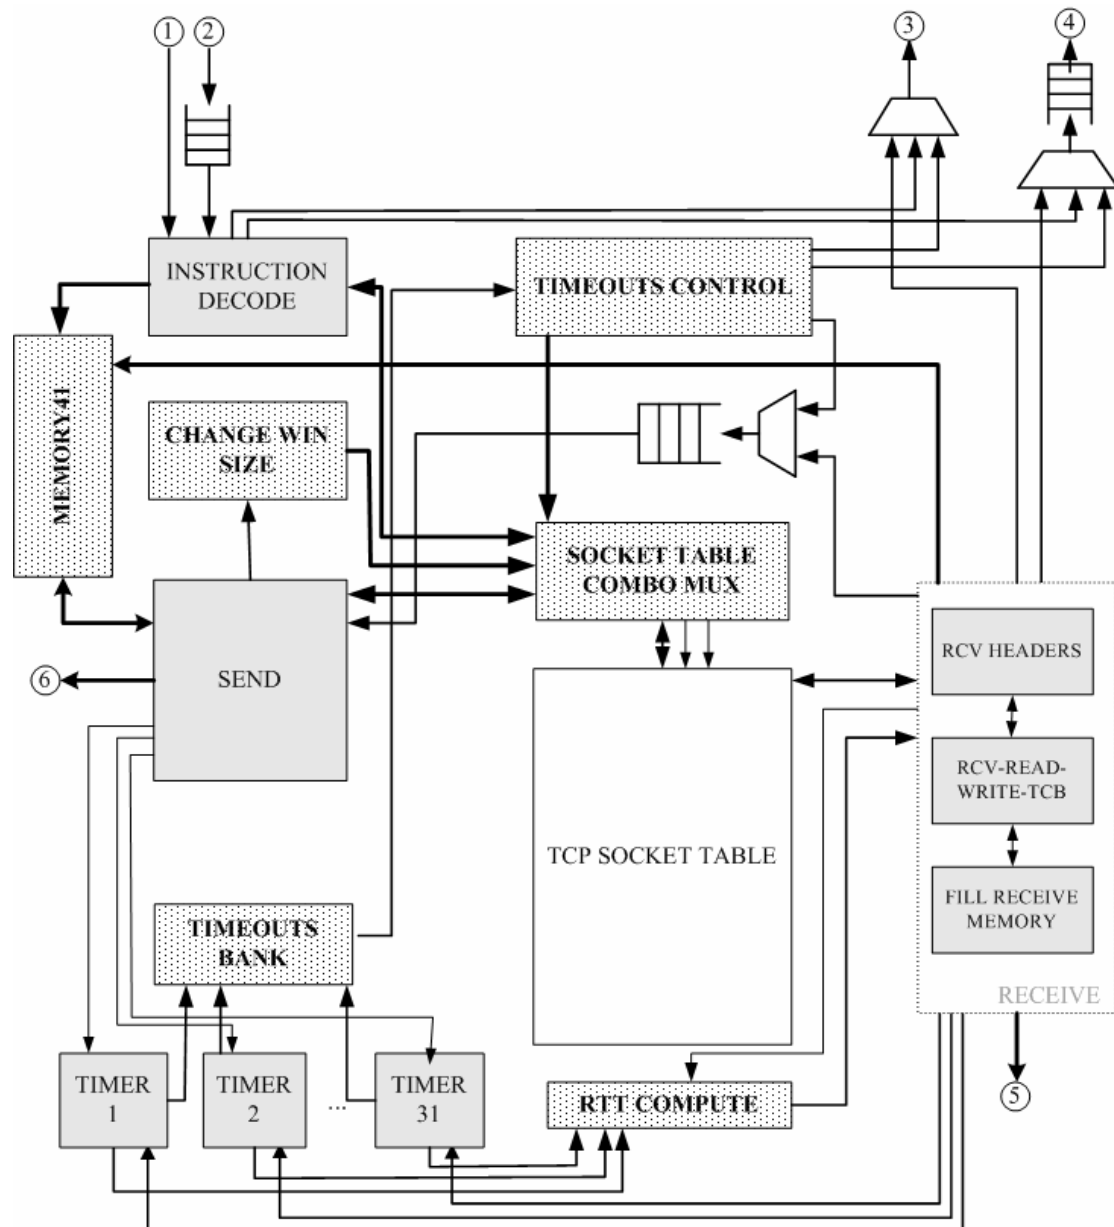 1
2
3
4
INSTRUCTION
DECODE
TIMEOUTS CONTROL
MEMORY41
CHANGE WIN
SIZE
SOCKET TABLE
COMBO MUX
SEND
6
RCV HEADERS
RCV-READ-
WRITE-TCB
TCP SOCKET TABLE
FILL RECEIVE
MEMORY
RECEIVE
TIMEOUTS
BANK
TIMER
1
TIMER
2
...
TIMER
31
RTT COMPUTE
5